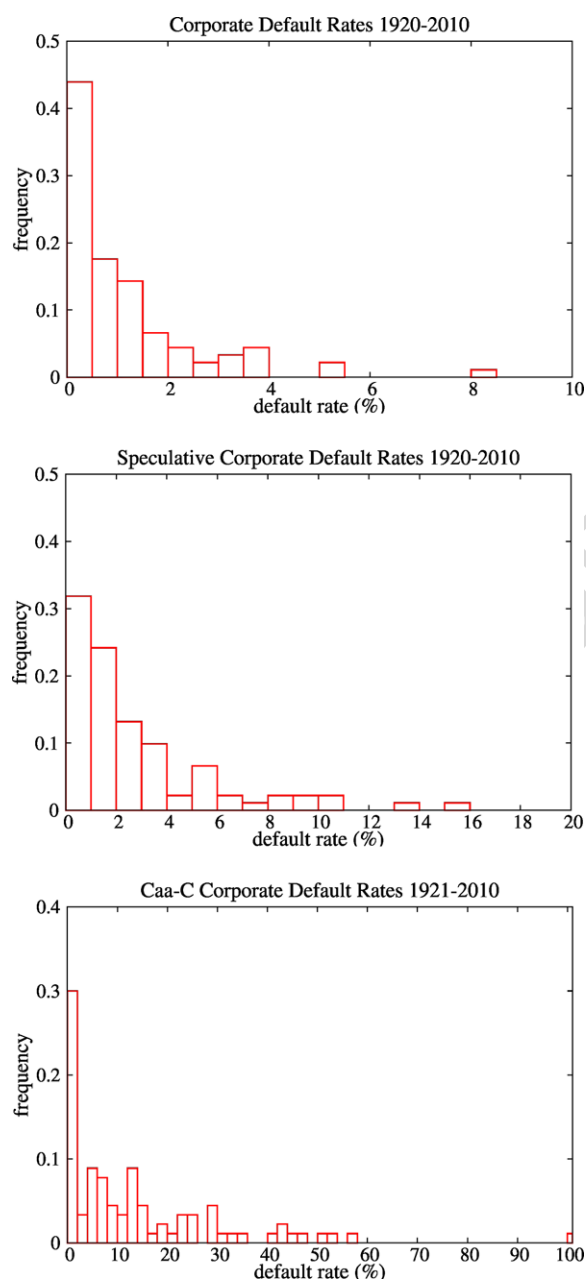 Corporate Default Rates 1920-2010
0.5
0.4
0.3
0.2
0.1
0
frequency
0 2 4 6 8 10
default rate (%)
Speculative Corporate Default Rates 1920-2010
0.5
0.4
0.3
0.2
0.1
0
frequency
0 2 4 6 8 10 12 14 16 18 20
default rate (%)
Caa-C Corporate Default Rates 1921-2010
0.4
0.3
0.2
0.1
0
frequency
0 10 20 30 40 50 60 70 80 90 100
default rate (%)